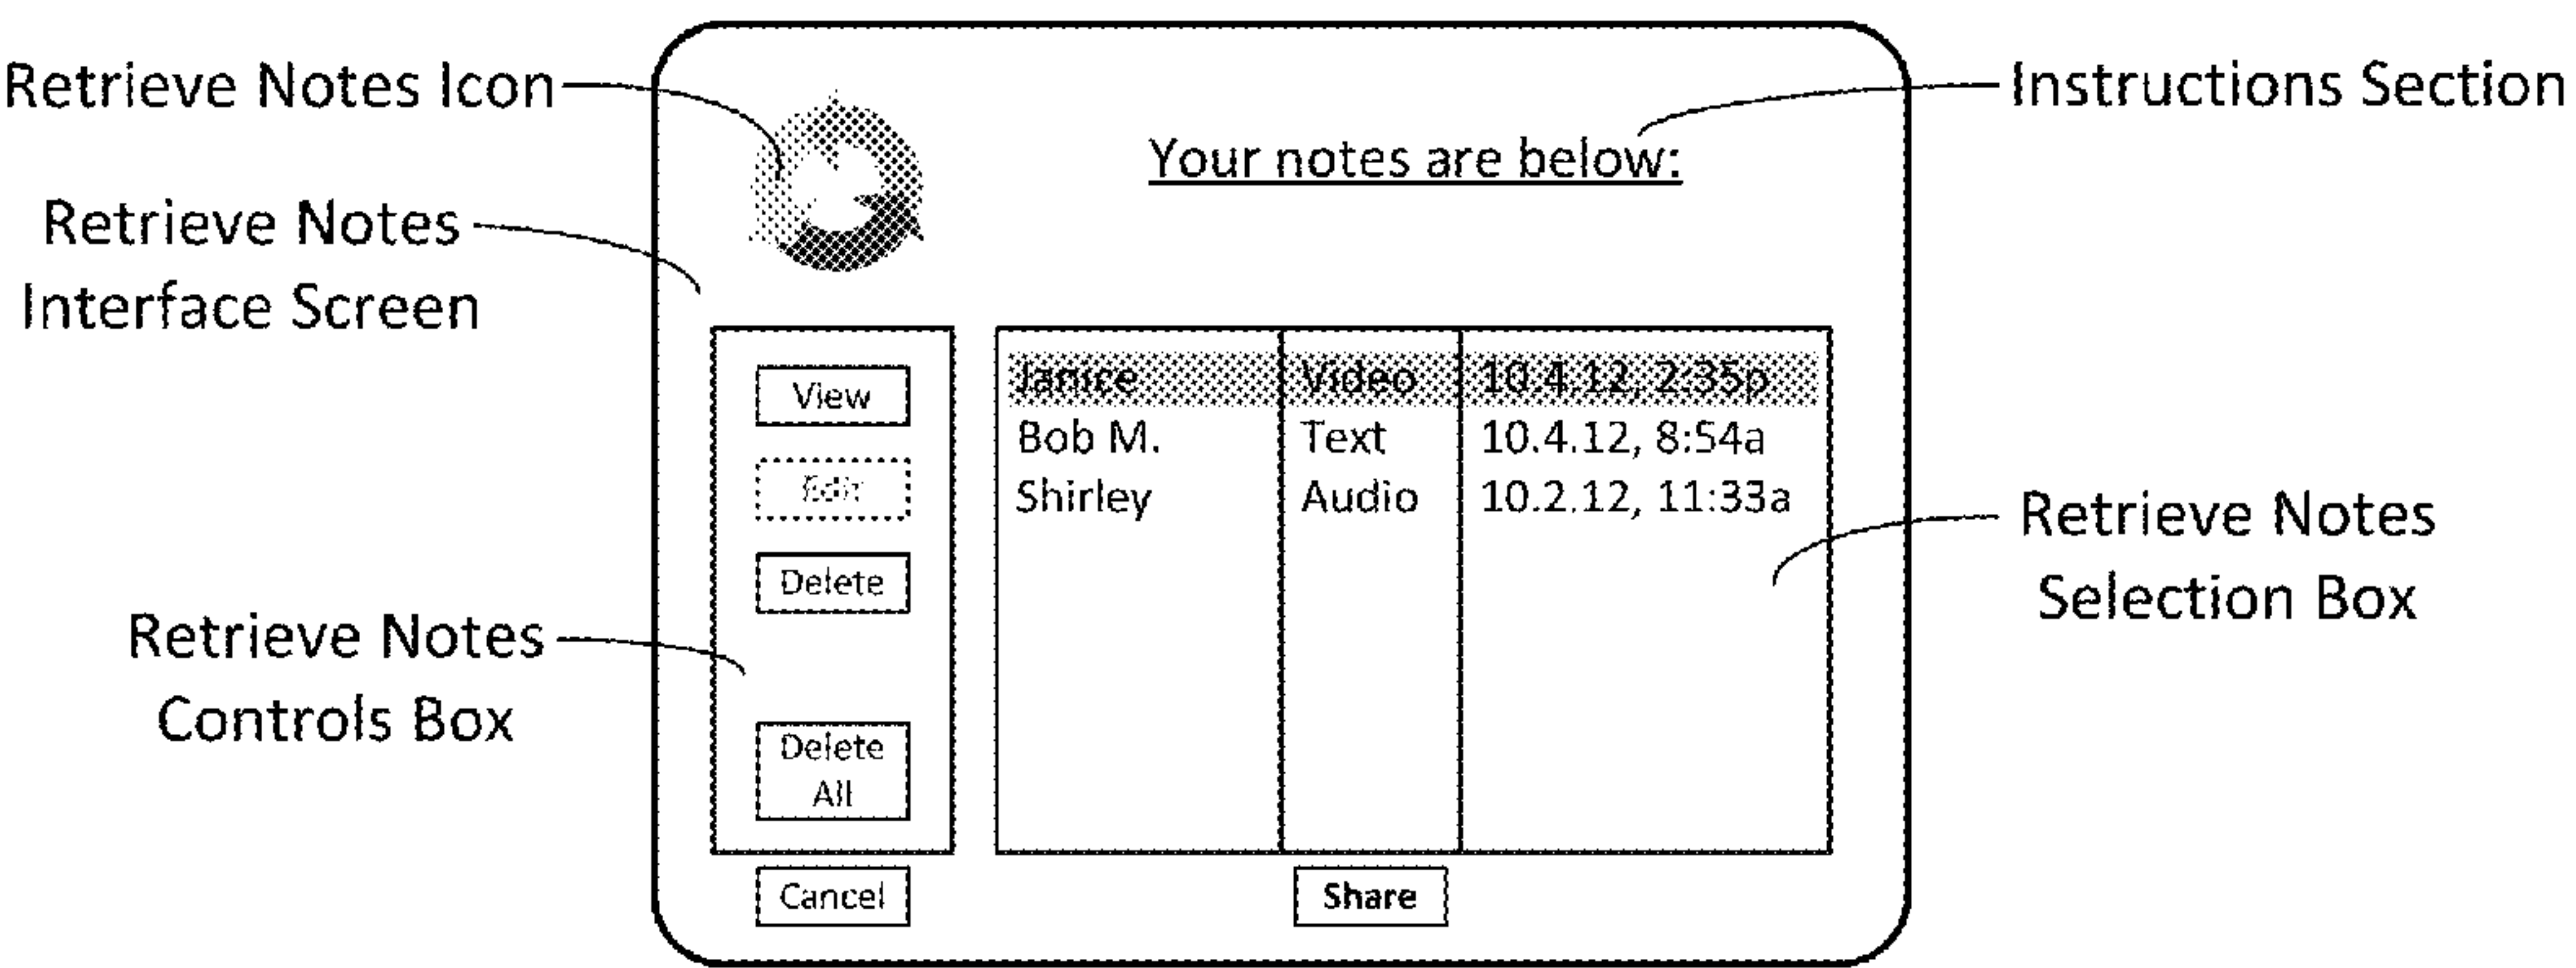 Retrieve Notes Icon
Instructions Section
Your notes are below:
Retrieve Notes
Interface Screen
View
Edit
Delete
Delete
All
Cancel
Janice Video 10.4.12, 2:35p
Bob M. Text 10.4.12, 8:54a
Shirley Audio 10.2.12, 11:33a
Share
Retrieve Notes
Controls Box
Retrieve Notes
Selection Box